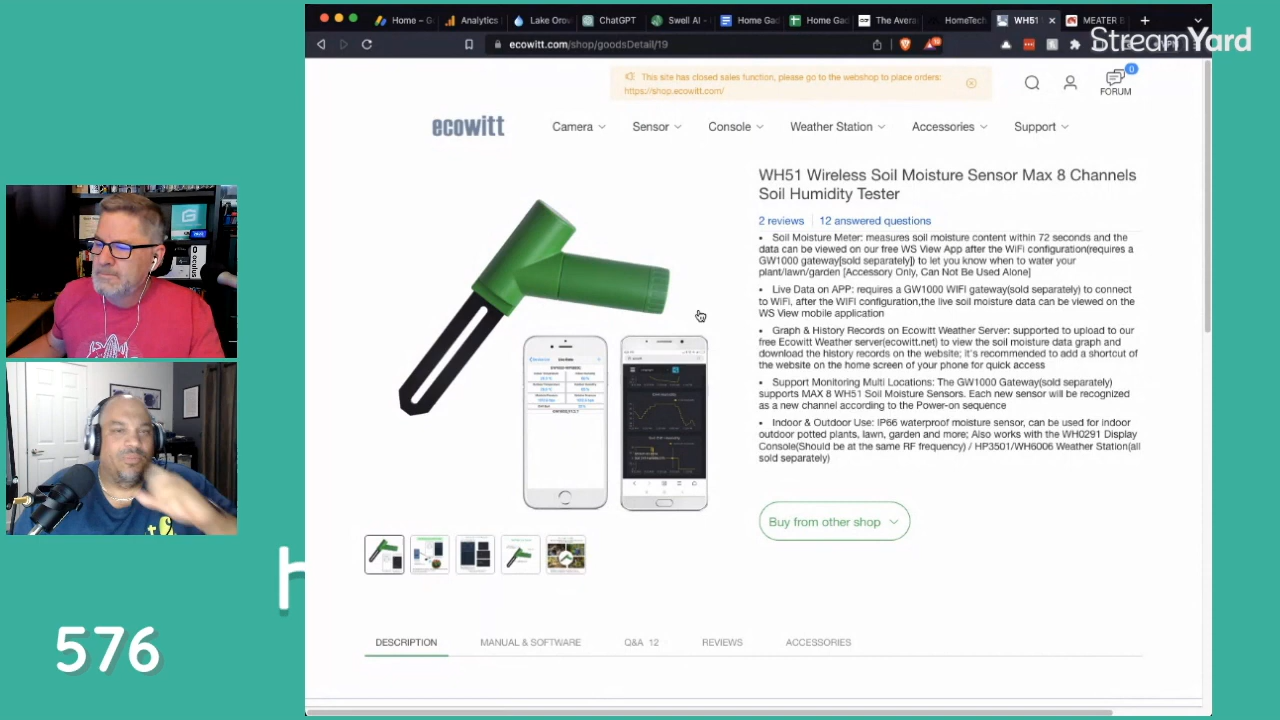 Home – G
Analytics
Lake Orov
ChatGPT
Swell AI -
Home Gad
Home Gad
The Avera
HomeTech
WH51
MEATER B
StreamYard
ecowitt.com/shop/goodsDetail/19
This site has closed sales function, please go to the webshop to place orders:
https://shop.ecowitt.com/
0
FORUM
ecowitt
Camera
Sensor
Console
Weather Station
Accessories
Support
WH51 Wireless Soil Moisture Sensor Max 8 Channels
Soil Humidity Tester
2 reviews
12 answered questions
• Soil Moisture Meter: measures soil moisture content within 72 seconds and the
data can be viewed on our free WS View App after the WiFi configuration(requires a
GW1000 gateway[sold separately]) to let you know when to water your
plant/lawn/garden [Accessory Only, Can Not Be Used Alone]
• Live Data on APP: requires a GW1000 WIFI gateway(sold separately) to connect
to WiFi, after the WIFI configuration,the live soil moisture data can be viewed on the
WS View mobile application
• Graph & History Records on Ecowitt Weather Server: supported to upload to our
free Ecowitt Weather server(ecowitt.net) to view the soil moisture data graph and
download the history records on the website; it's recommended to add a shortcut of
the website on the home screen of your phone for quick access
• Support Monitoring Multi Locations: The GW1000 Gateway(sold separately)
supports MAX 8 WH51 Soil Moisture Sensors. Each new sensor will be recognized
as a new channel according to the Power-on sequence
• Indoor & Outdoor Use: IP66 waterproof moisture sensor, can be used for indoor
outdoor potted plants, lawn, garden and more; Also works with the WH0291 Display
Console(Should be at the same RF frequency) / HP3501/WH6006 Weather Station(all
sold separately)
Buy from other shop
h
576
DESCRIPTION
MANUAL & SOFTWARE
Q&A 12
REVIEWS
ACCESSORIES